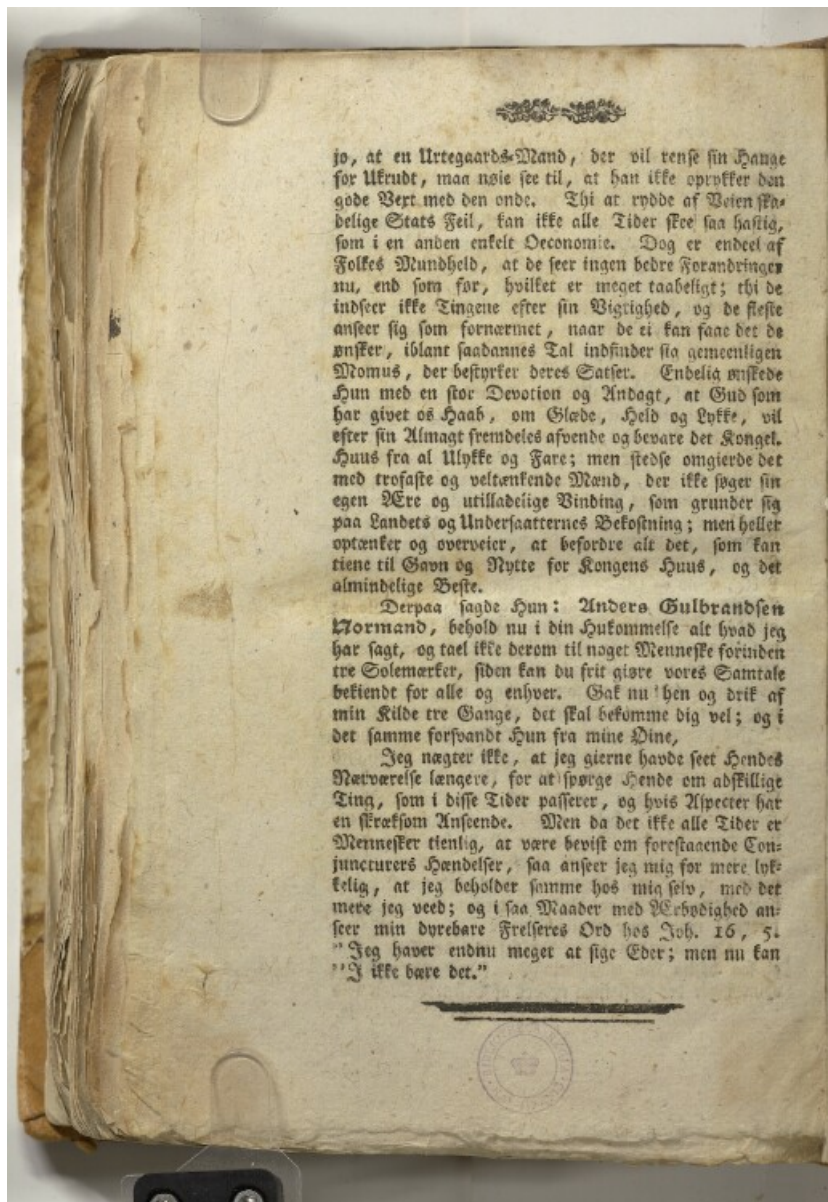 jo, at en Urtegaards-Mand, der vil rense sin Hauge
for Ukrudt, maa nøie see til, at han ikke oprykker den
gode Vext med den onde. Thi at rydde af Veien ska-
delige Stats Feil, kan ikke alle Tider skee saa hastig,
som i en anden enkelt Oeconomie. Dog er endeel af
Folkes Mundheld, at de seer ingen bedre Forandringer
nu, end som før, hvilket er meget taabeligt; thi de
indseer ikke Tingene efter sin Vigtighed, og de fleste
anseer sig som fornærmet, naar de ei kan faae det de
ønsker, iblant saadannes Tal indfinder sig gemeenligen
Momus, der bestyrker deres Satser. Endelig ønskede
Hun med en stor Devotion og Andagt, at Gud som
har givet os Haab, om Glæde, Held og Lykke, vil
efter sin Almagt fremdeles afvende og bevare det Kongel.
Huus fra al Ulykke og Fare; men stedse omgierde det
med trofaste og veltænkende Mænd, der ikke søger sin
egen Ære og utilladelige Vinding, som grunder sig
paa Landets og Undersaatternes Bekostning; men heller
optænker og overveier, at befordre alt det, som kan
tiene til Gavn og Nytte for Kongens Huus, og det
almindelige Beste.
Derpaa sagde Hun: Anders Gulbrandsen
Normand, behold nu i din Hukommelse alt hvad jeg
har sagt, og tael ikke derom til noget Menneske forinden
tre Solemærker, siden kan du frit giøre vores Samtale
bekiendt for alle og enhver. Gak nu hen og drik af
min Kilde tre Gange, det skal bekomme dig vel; og i
det samme forsvandt Hun fra mine Øine,
Jeg nægter ikke, at jeg gierne havde seet Hendes
Nærværelse længere, for at spørge Hende om adskillige
Ting, som i disse Tider passerer, og hvis Aspecter har
en skræksom Anseende. Men da det ikke alle Tider er
Mennesker tienlig, at være bevist om forestaaende Con-
juncturers Hændelser, saa anseer jeg mig for mere lyk-
kelig, at jeg beholder samme hos mig selv, med det
mere jeg veed; og i saa Maader med Ærbødighed an-
seer min dyrebare Frelseres Ord hos Joh. 16, 5.
"Jeg haver endnu meget at sige Eder; men nu kan
"I ikke bære det."